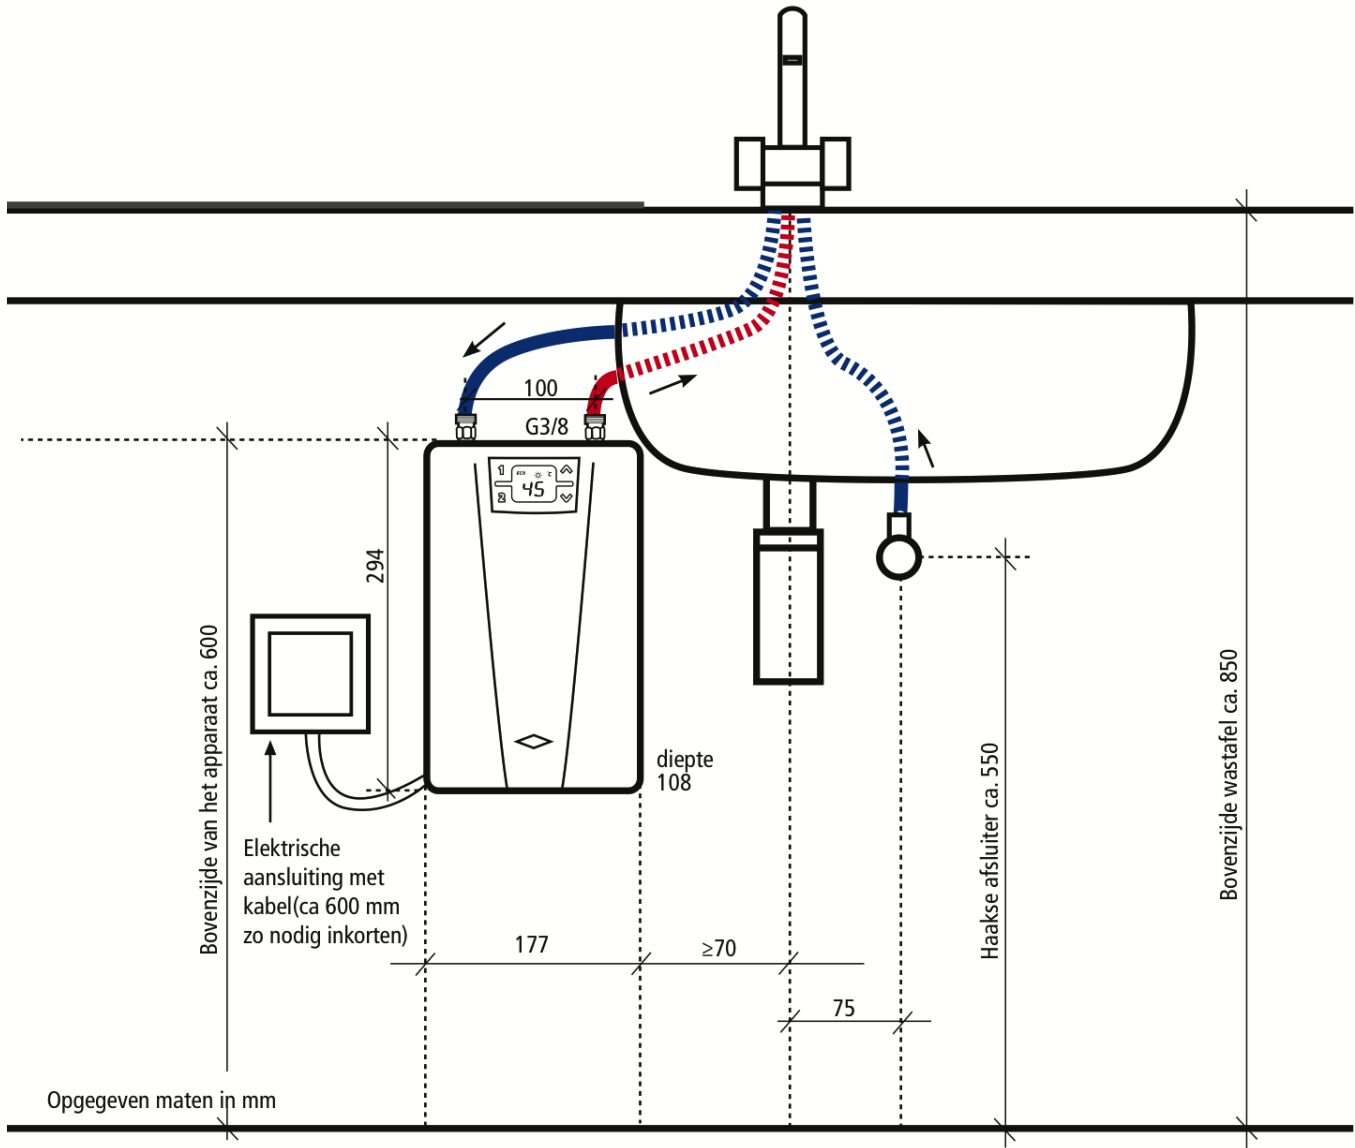 100
G3/8
1 eco °C
2 45
294
Bovenzijde van het apparaat ca. 600
diepte
108
Elektrische
aansluiting met
kabel(ca 600 mm
zo nodig inkorten)
177
≥70
75
Haakse afsluiter ca. 550
Bovenzijde wastafel ca. 850
Opgegeven maten in mm